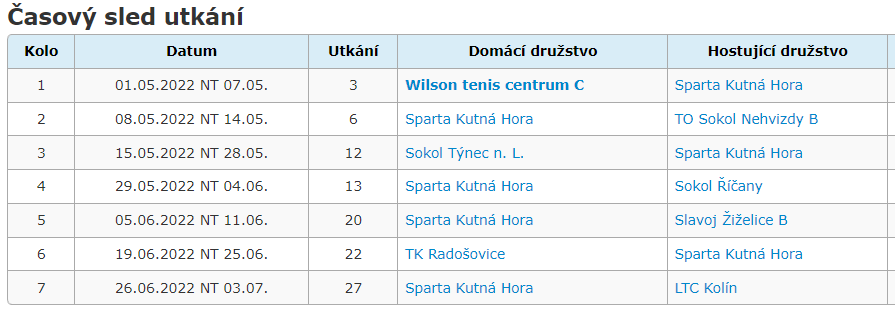 Časový sled utkání
Kolo Datum Utkání Domácí družstvo Hostující družstvo
1 01.05.2022 NT 07.05. 3 Wilson tenis centrum C Sparta Kutná Hora
2 08.05.2022 NT 14.05. 6 Sparta Kutná Hora TO Sokol Nehvizdy B
3 15.05.2022 NT 28.05. 12 Sokol Týnec n. L. Sparta Kutná Hora
4 29.05.2022 NT 04.06. 13 Sparta Kutná Hora Sokol Říčany
5 05.06.2022 NT 11.06. 20 Sparta Kutná Hora Slavoj Žiželice B
6 19.06.2022 NT 25.06. 22 TK Radošovice Sparta Kutná Hora
7 26.06.2022 NT 03.07. 27 Sparta Kutná Hora LTC Kolín